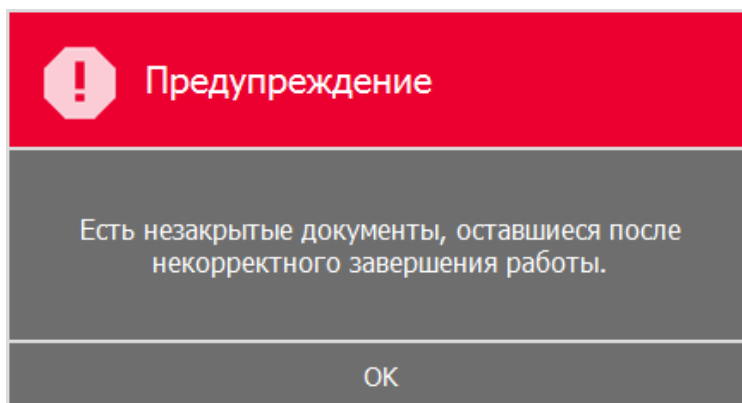 Предупреждение
Есть незакрытые документы, оставшиеся после
некорректного завершения работы.
OK